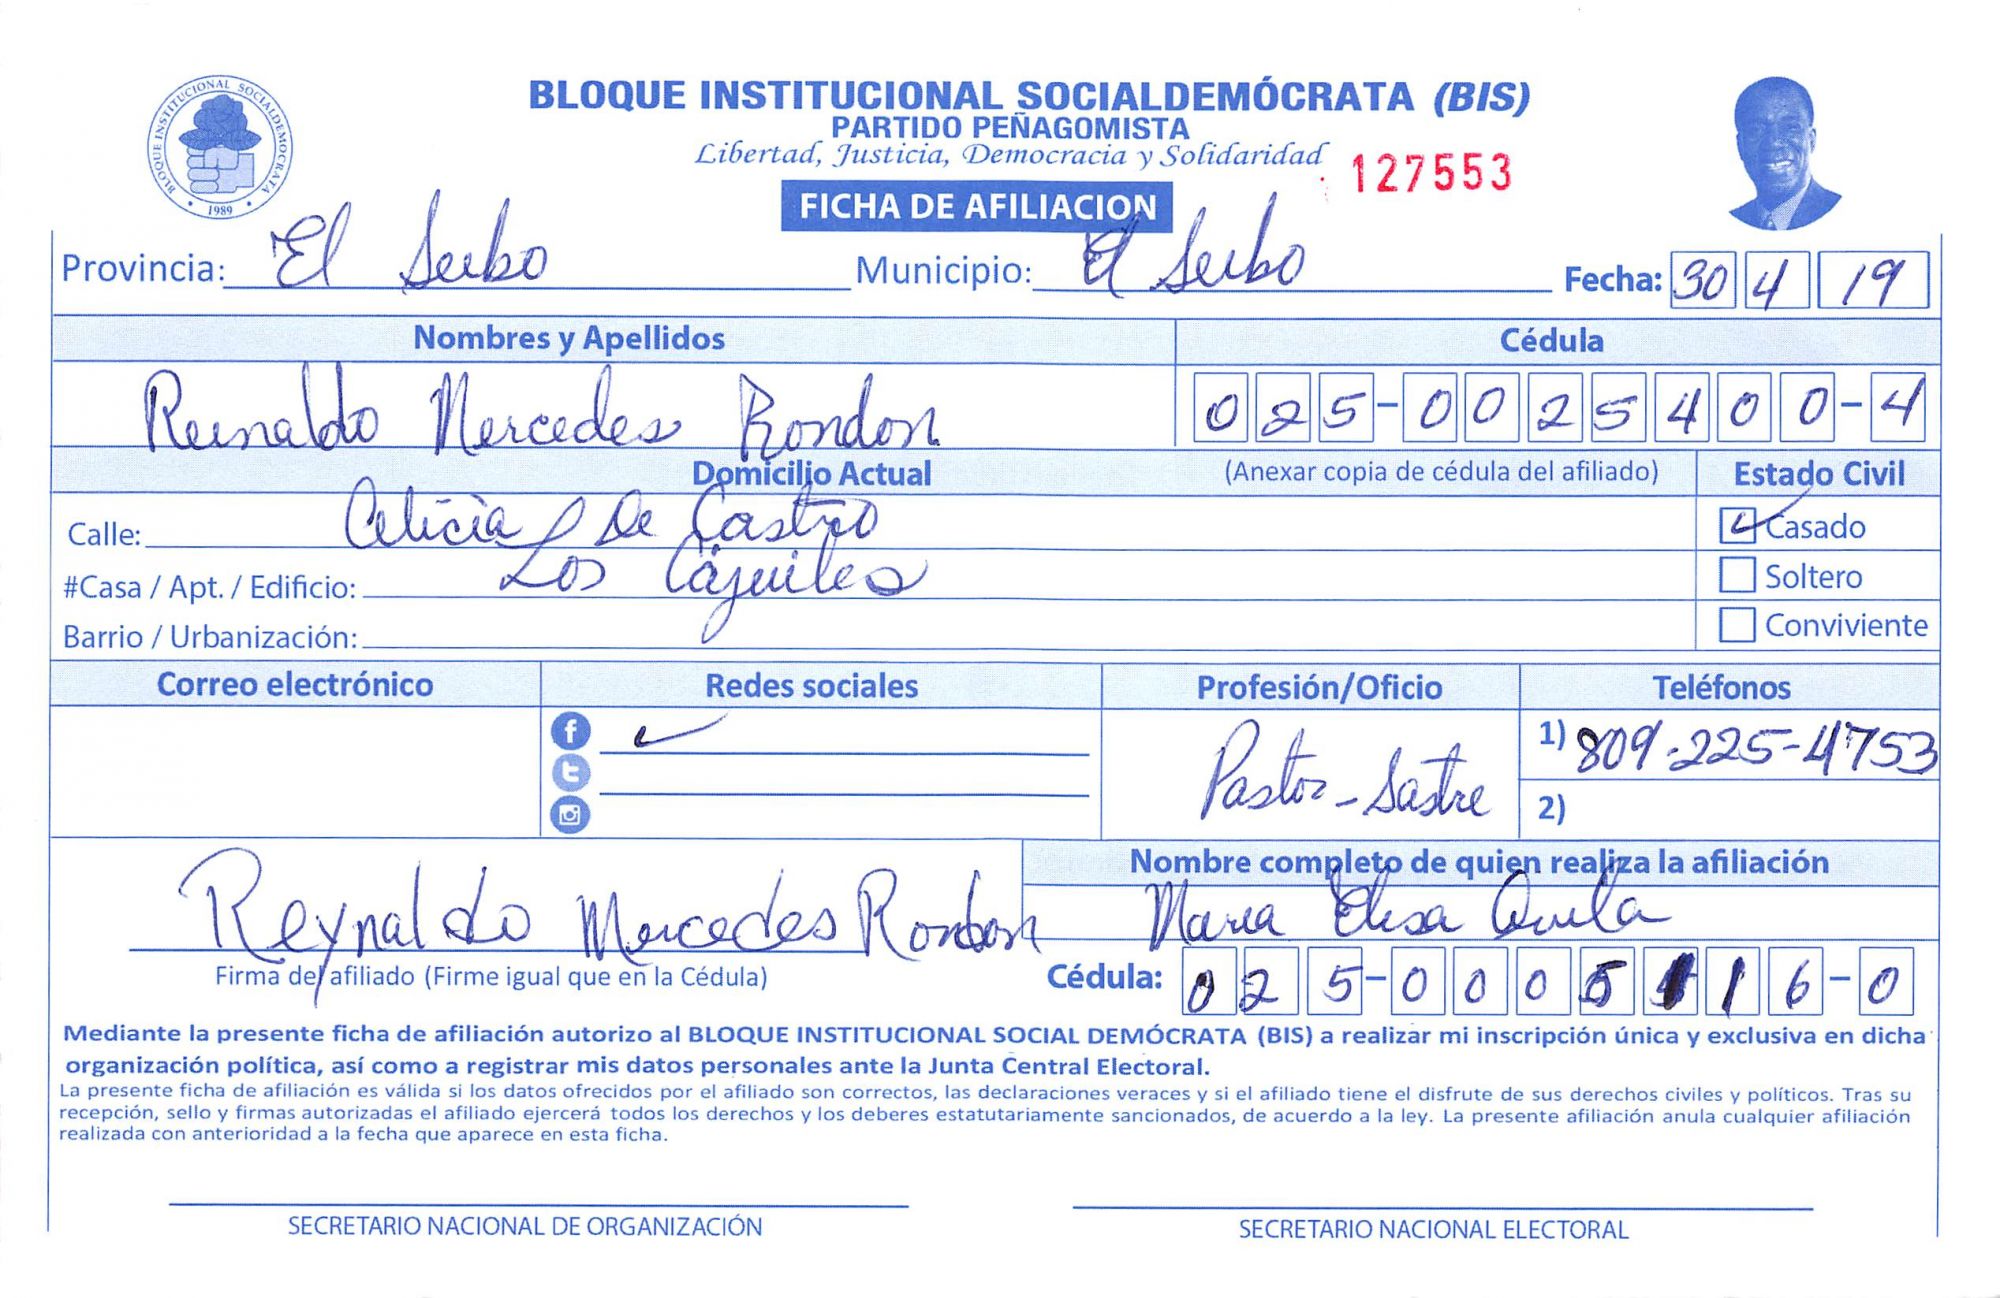 BLOQUE INSTITUCIONAL SOCIALDEMÓCRATA (BIS)
PARTIDO PEÑAGOMISTA
Libertad, Justicia, Democracia y Solidaridad
127553
BLOQUE INSTITUCIONAL SOCIALDEMOCRATA
• 1989 •
FICHA DE AFILIACION
Provincia: El Seibo Municipio: El Seibo Fecha: 30 4 19
Nombres y Apellidos Cédula
Reinaldo Mercedes Rondon 025-0025400-4
Domicilio Actual (Anexar copia de cédula del afiliado) Estado Civil
Calle: De Castro Casado
#Casa / Apt. / Edificio: Los Cajuiles Soltero
Barrio / Urbanización: Conviviente
Correo electrónico Redes sociales Profesión/Oficio Teléfonos
Pastor - Sastre 1) 809-225-4753
2)
Nombre completo de quien realiza la afiliación
Reynaldo Mercedes Rondon Maria Elisa
Firma del afiliado (Firme igual que en la Cédula) Cédula: 025-0005116-0
Mediante la presente ficha de afiliación autorizo al BLOQUE INSTITUCIONAL SOCIAL DEMÓCRATA (BIS) a realizar mi inscripción única y exclusiva en dicha
organización política, así como a registrar mis datos personales ante la Junta Central Electoral.
La presente ficha de afiliación es válida si los datos ofrecidos por el afiliado son correctos, las declaraciones veraces y si el afiliado tiene el disfrute de sus derechos civiles y políticos. Tras su
recepción, sello y firmas autorizadas el afiliado ejercerá todos los derechos y los deberes estatutariamente sancionados, de acuerdo a la ley. La presente afiliación anula cualquier afiliación
realizada con anterioridad a la fecha que aparece en esta ficha.
SECRETARIO NACIONAL DE ORGANIZACIÓN SECRETARIO NACIONAL ELECTORAL